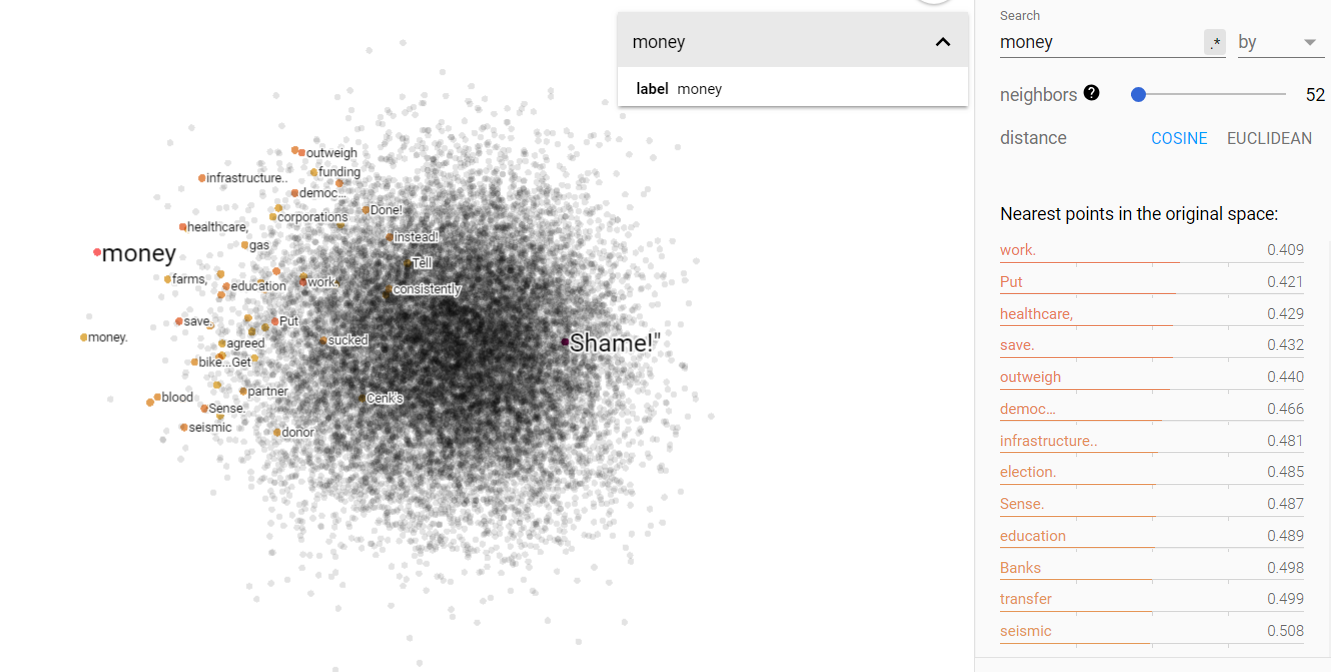 money
label money
outweigh
funding
infrastructure..
democ...
corporations
Done!
healthcare,
instead!
gas
money
Tell
farms,
work.
education
consistently
save.
Put
money.
sucked
Shame!"
agreed
bike...Get
partner
blood
Cenk's
Sense.
seismic
donor
Search
money .* by
neighbors ? 52
distance COSINE EUCLIDEAN
Nearest points in the original space:
work. 0.409
Put 0.421
healthcare, 0.429
save. 0.432
outweigh 0.440
democ... 0.466
infrastructure.. 0.481
election. 0.485
Sense. 0.487
education 0.489
Banks 0.498
transfer 0.499
seismic 0.508